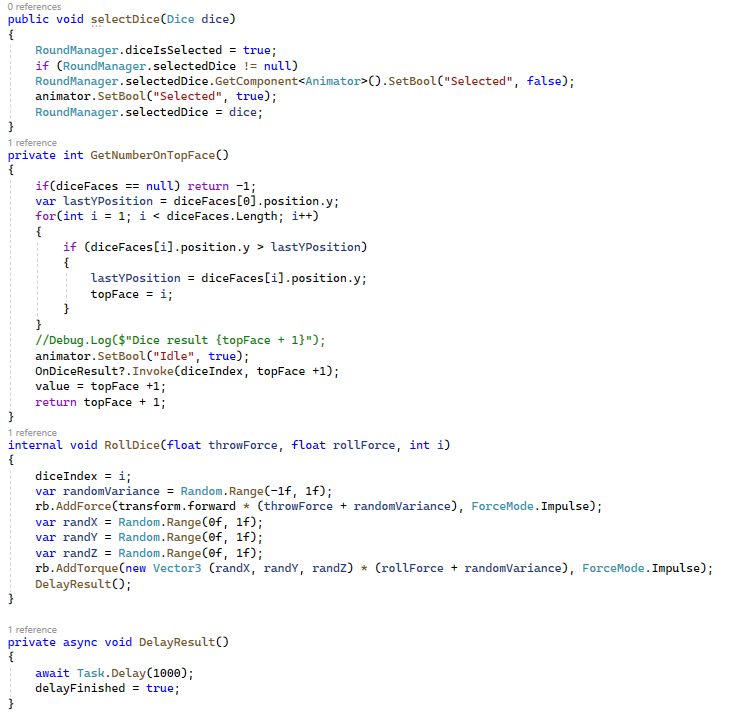 0 references
public void selectDice(Dice dice)
{
RoundManager.diceIsSelected = true;
if (RoundManager.selectedDice != null)
RoundManager.selectedDice.GetComponent<Animator>().SetBool("Selected", false);
animator.SetBool("Selected", true);
RoundManager.selectedDice = dice;
}
1 reference
private int GetNumberOnTopFace()
{
if(diceFaces == null) return -1;
var lastYPosition = diceFaces[0].position.y;
for(int i = 1; i < diceFaces.Length; i++)
{
if (diceFaces[i].position.y > lastYPosition)
{
lastYPosition = diceFaces[i].position.y;
topFace = i;
}
}
//Debug.Log($"Dice result {topFace + 1}");
animator.SetBool("Idle", true);
OnDiceResult?.Invoke(diceIndex, topFace +1);
value = topFace +1;
return topFace + 1;
}
1 reference
internal void RollDice(float throwForce, float rollForce, int i)
{
diceIndex = i;
var randomVariance = Random.Range(-1f, 1f);
rb.AddForce(transform.forward * (throwForce + randomVariance), ForceMode.Impulse);
var randX = Random.Range(0f, 1f);
var randY = Random.Range(0f, 1f);
var randZ = Random.Range(0f, 1f);
rb.AddTorque(new Vector3 (randX, randY, randZ) * (rollForce + randomVariance), ForceMode.Impulse);
DelayResult();
}
1 reference
private async void DelayResult()
{
await Task.Delay(1000);
delayFinished = true;
}